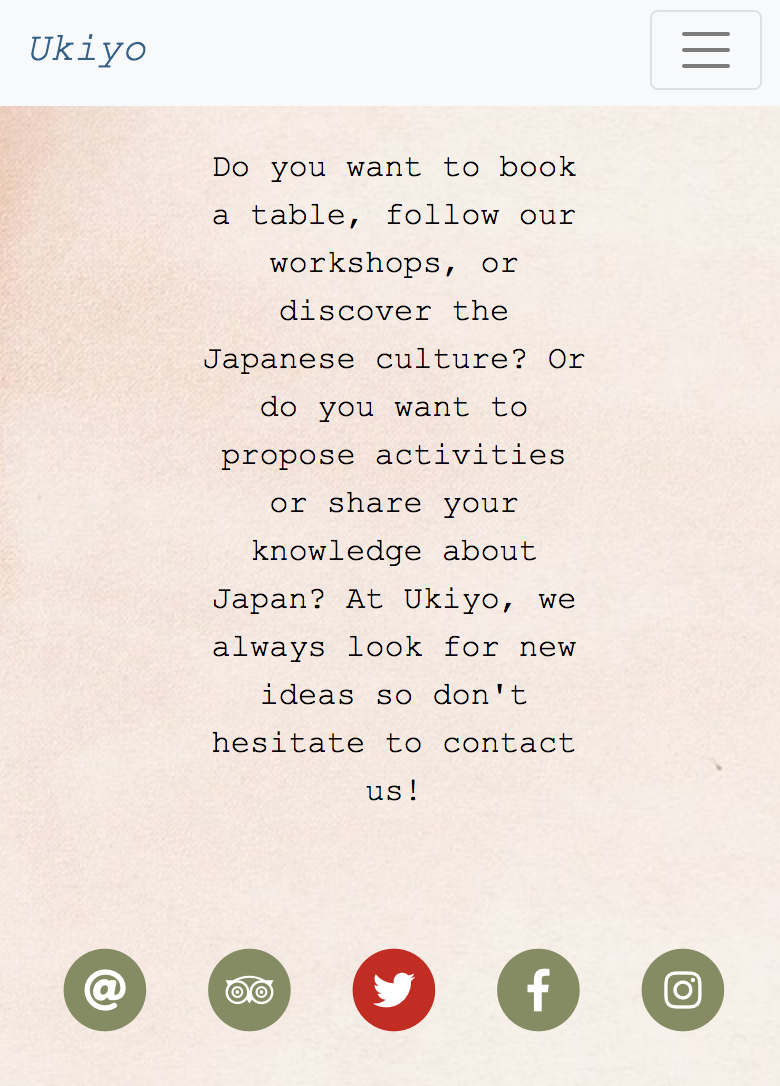 Ukiyo
Do you want to book
a table, follow our
workshops, or
discover the
Japanese culture? Or
do you want to
propose activities
or share your
knowledge about
Japan? At Ukiyo, we
always look for new
ideas so don't
hesitate to contact
us!